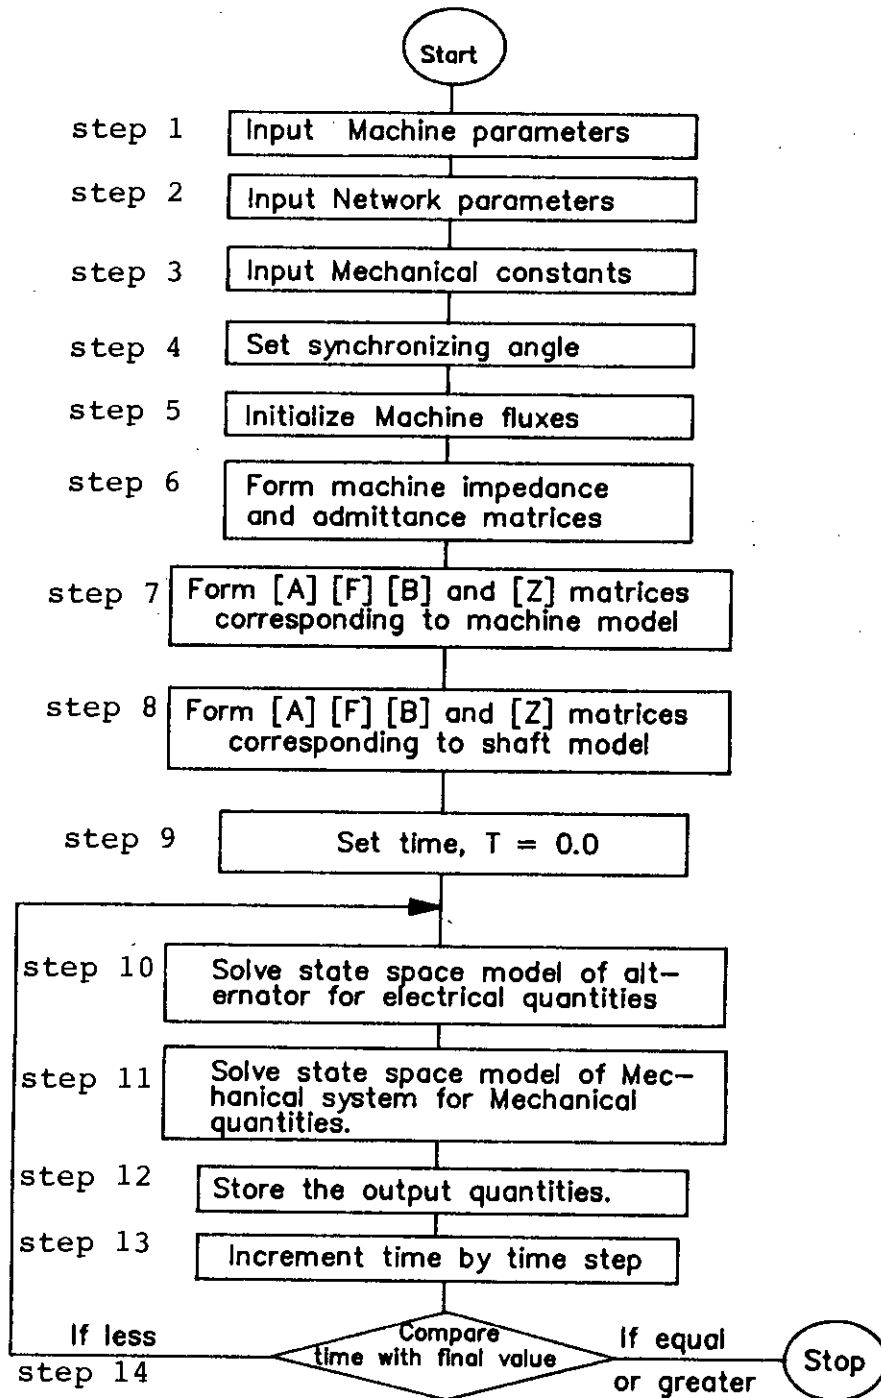 Start
step 1
Input Machine parameters
step 2
Input Network parameters
step 3
Input Mechanical constants
step 4
Set synchronizing angle
step 5
Initialize Machine fluxes
step 6
Form machine impedance
and admittance matrices
step 7
Form [A] [F] [B] and [Z] matrices
corresponding to machine model
step 8
Form [A] [F] [B] and [Z] matrices
corresponding to shaft model
step 9
Set time, T = 0.0
step 10
Solve state space model of alt-
ernator for electrical quantities
step 11
Solve state space model of Mec-
hanical system for Mechanical
quantities.
step 12
Store the output quantities.
step 13
Increment time by time step
If less
step 14
Compare
time with final value
If equal
or greater
Stop